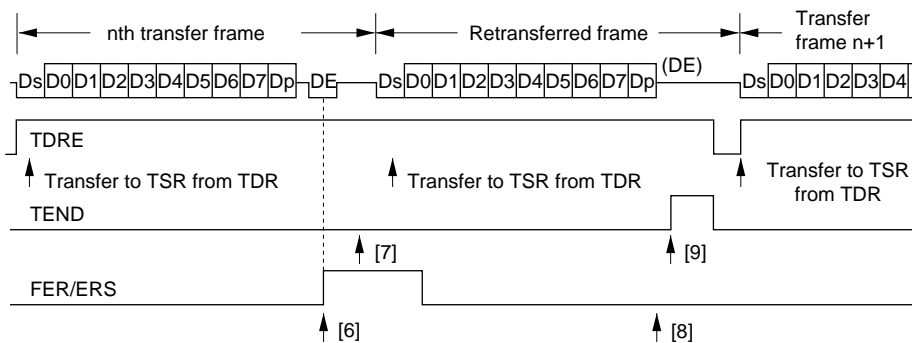 nth transfer frame Retransferred frame Transfer
frame n+1
Ds D0 D1 D2 D3 D4 D5 D6 D7 Dp DE Ds D0 D1 D2 D3 D4 D5 D6 D7 Dp (DE) Ds D0 D1 D2 D3 D4
TDRE
Transfer to TSR from TDR Transfer to TSR from TDR Transfer to TSR
from TDR
TEND
[7] [9]
FER/ERS
[6] [8]